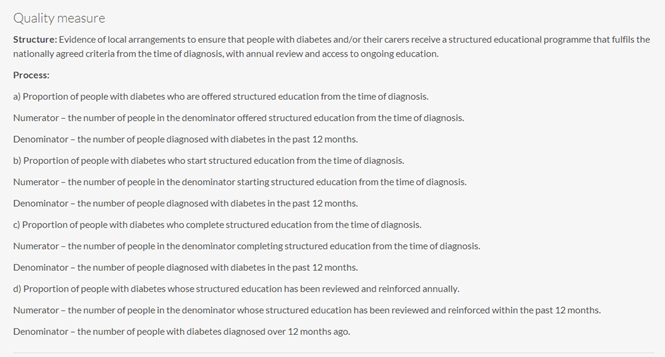 Quality measure
Structure: Evidence of local arrangements to ensure that people with diabetes and/or their carers receive a structured educational programme that fulfils the
nationally agreed criteria from the time of diagnosis, with annual review and access to ongoing education.
Process:
a) Proportion of people with diabetes who are offered structured education from the time of diagnosis.
Numerator – the number of people in the denominator offered structured education from the time of diagnosis.
Denominator – the number of people diagnosed with diabetes in the past 12 months.
b) Proportion of people with diabetes who start structured education from the time of diagnosis.
Numerator – the number of people in the denominator starting structured education from the time of diagnosis.
Denominator – the number of people diagnosed with diabetes in the past 12 months.
c) Proportion of people with diabetes who complete structured education from the time of diagnosis.
Numerator – the number of people in the denominator completing structured education from the time of diagnosis.
Denominator – the number of people diagnosed with diabetes in the past 12 months.
d) Proportion of people with diabetes whose structured education has been reviewed and reinforced annually.
Numerator – the number of people in the denominator whose structured education has been reviewed and reinforced within the past 12 months.
Denominator – the number of people with diabetes diagnosed over 12 months ago.